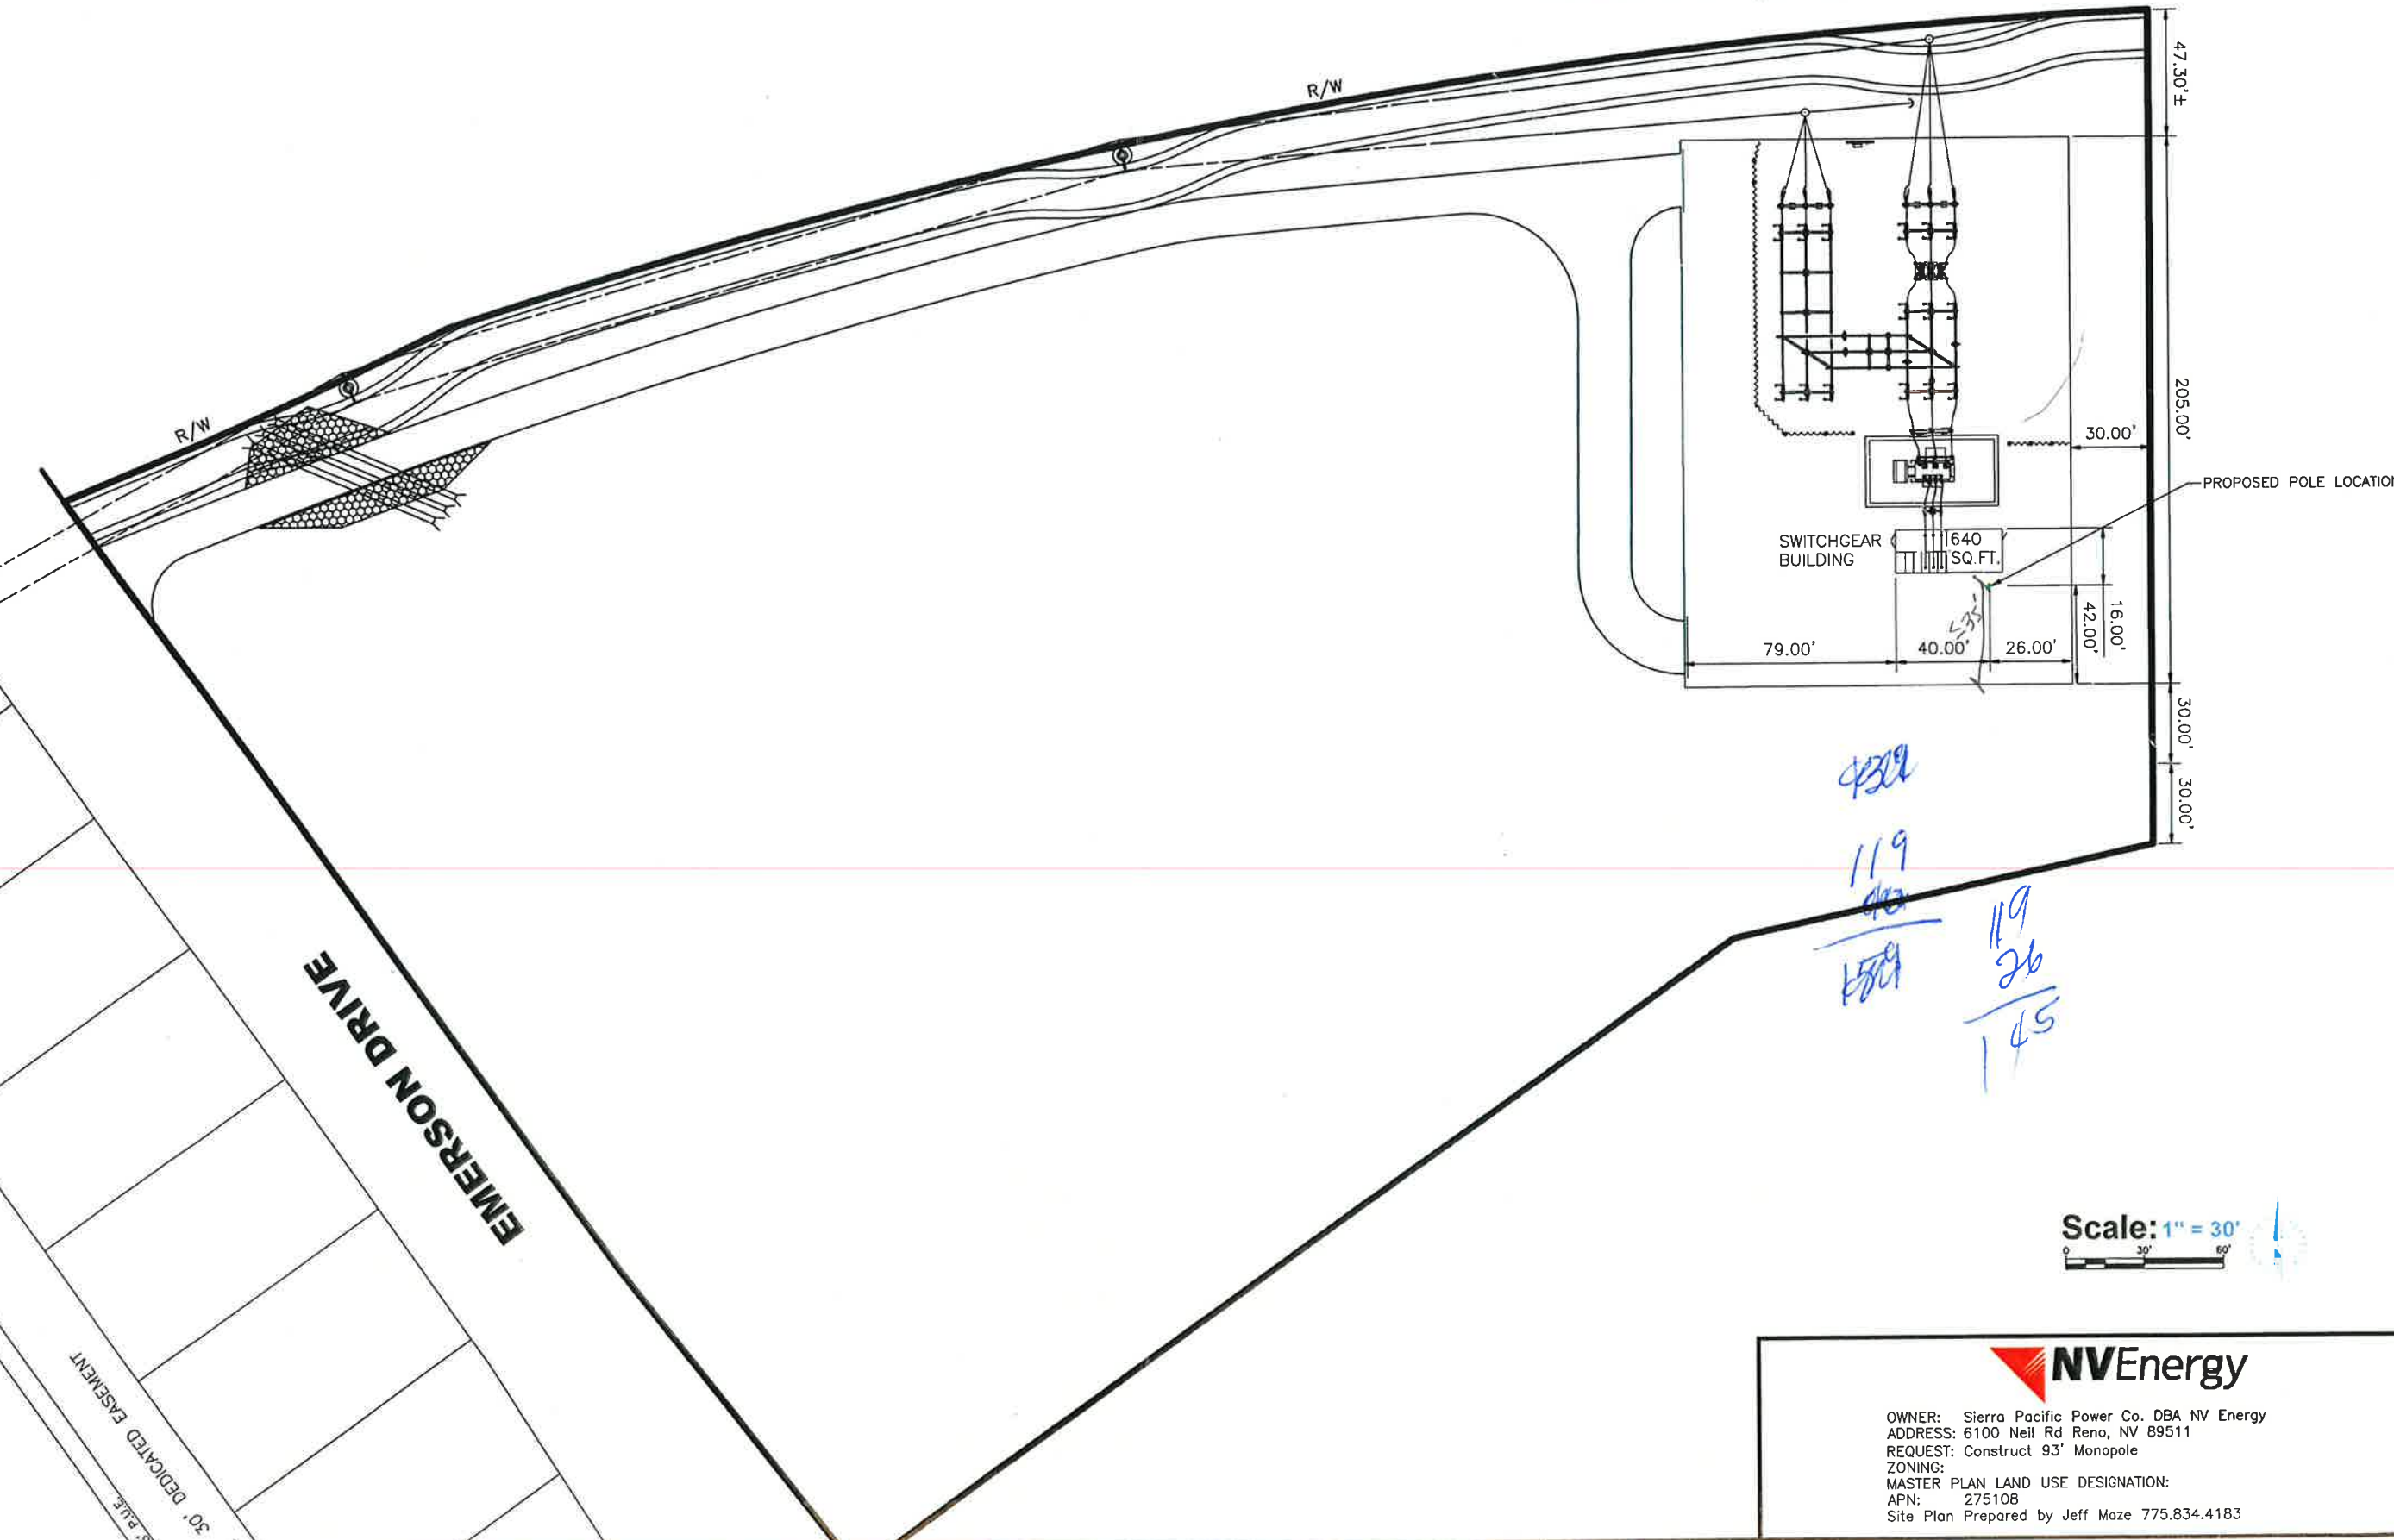 47.30'±
R/W
R/W
205.00'
30.00'
PROPOSED POLE LOCATION
SWITCHGEAR
BUILDING
640
SQ.FT.
16.00'
42.00'
79.00'
40.00'
26.00'
30.00'
30.00'
119
119
26
145
EMERSON DRIVE
30' DEDICATED EASEMENT
P.U.E.
Scale: 1" = 30'
0 30' 60'
NVEnergy
OWNER: Sierra Pacific Power Co. DBA NV Energy
ADDRESS: 6100 Neil Rd Reno, NV 89511
REQUEST: Construct 93' Monopole
ZONING:
MASTER PLAN LAND USE DESIGNATION:
APN: 275108
Site Plan Prepared by Jeff Maze 775.834.4183